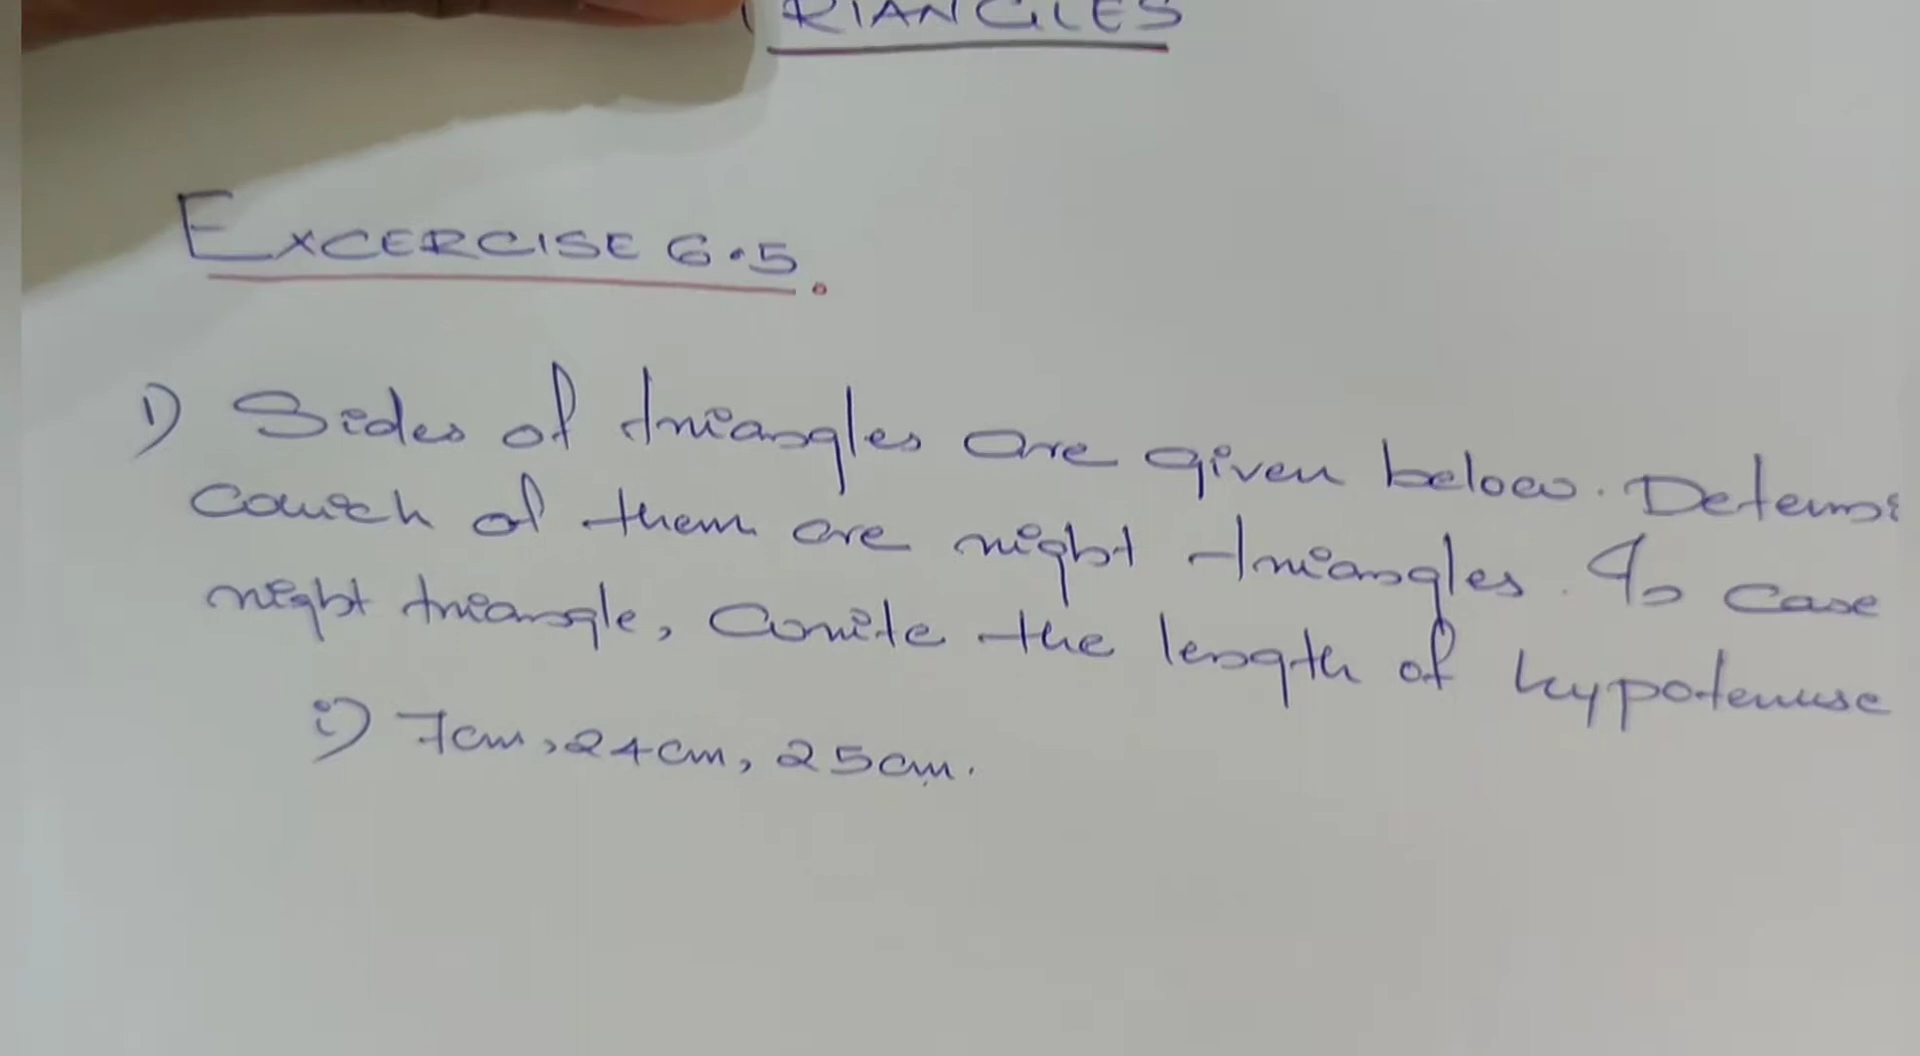 TRIANGLES
EXCERCISE 6.5.
1) Sides of triangles are given below. Determi
which of them are right triangles. In case
right triangle, write the length of hypotenuse
i) 7cm, 24cm, 25cm.